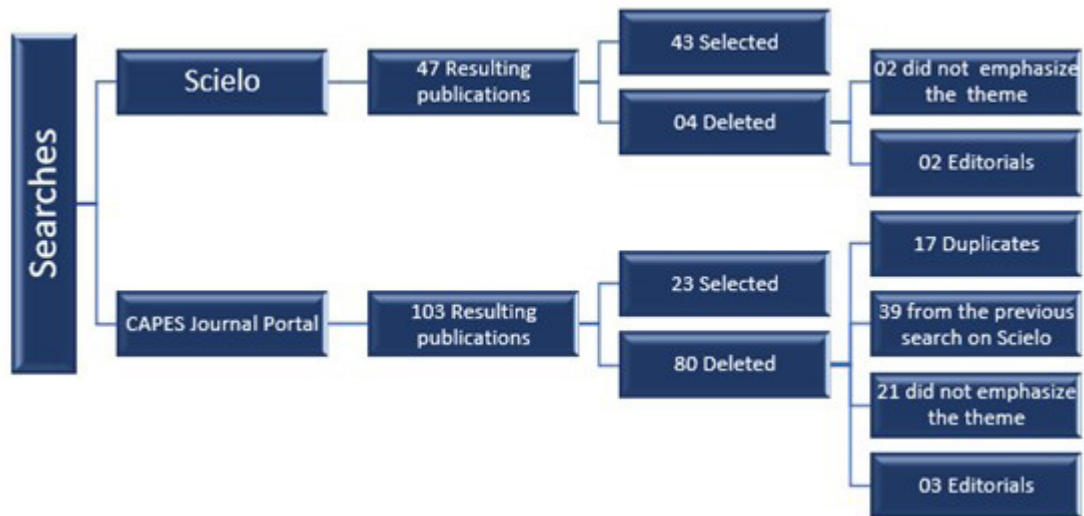 Searches
Scielo
47 Resulting
publications
43 Selected
04 Deleted
02 did not emphasize
the theme
02 Editorials
CAPES Journal Portal
103 Resulting
publications
23 Selected
80 Deleted
17 Duplicates
39 from the previous
search on Scielo
21 did not emphasize
the theme
03 Editorials